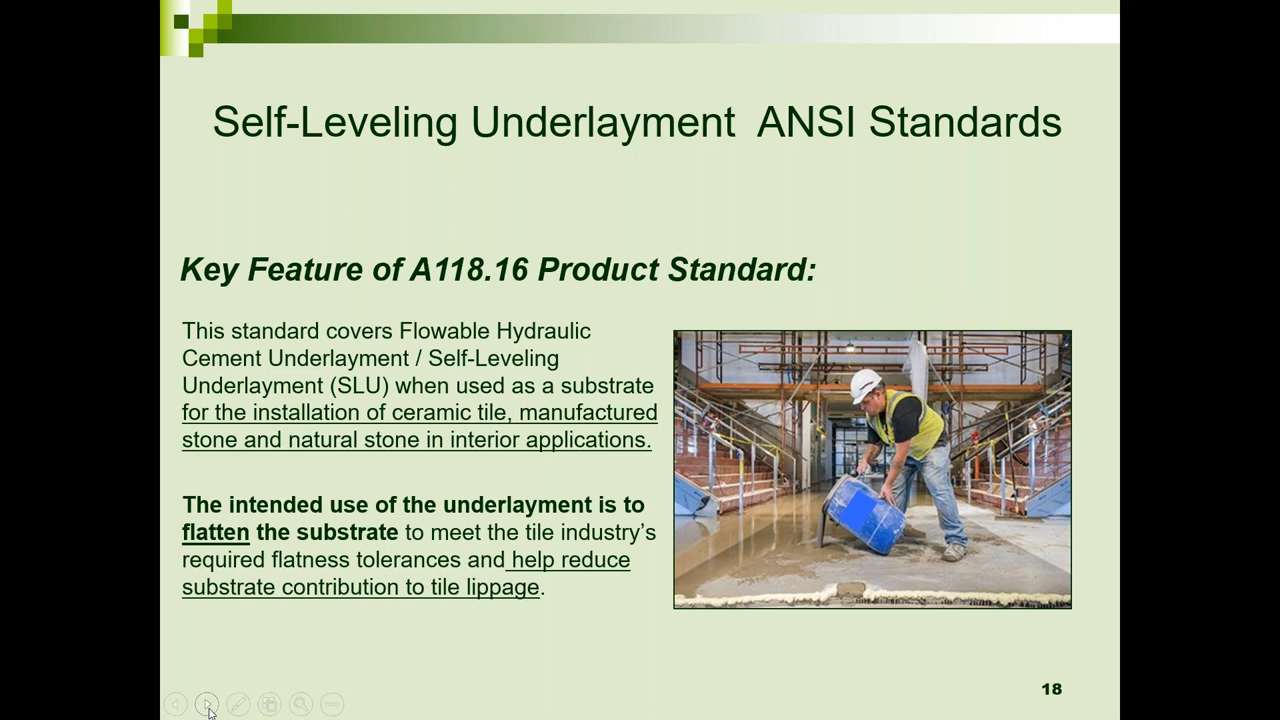 Self-Leveling Underlayment  ANSI Standards
Key Feature of A118.16 Product Standard:
This standard covers Flowable Hydraulic
Cement Underlayment / Self-Leveling
Underlayment (SLU) when used as a substrate
for the installation of ceramic tile, manufactured
stone and natural stone in interior applications.
The intended use of the underlayment is to
flatten the substrate to meet the tile industry’s
required flatness tolerances and help reduce
substrate contribution to tile lippage.
18